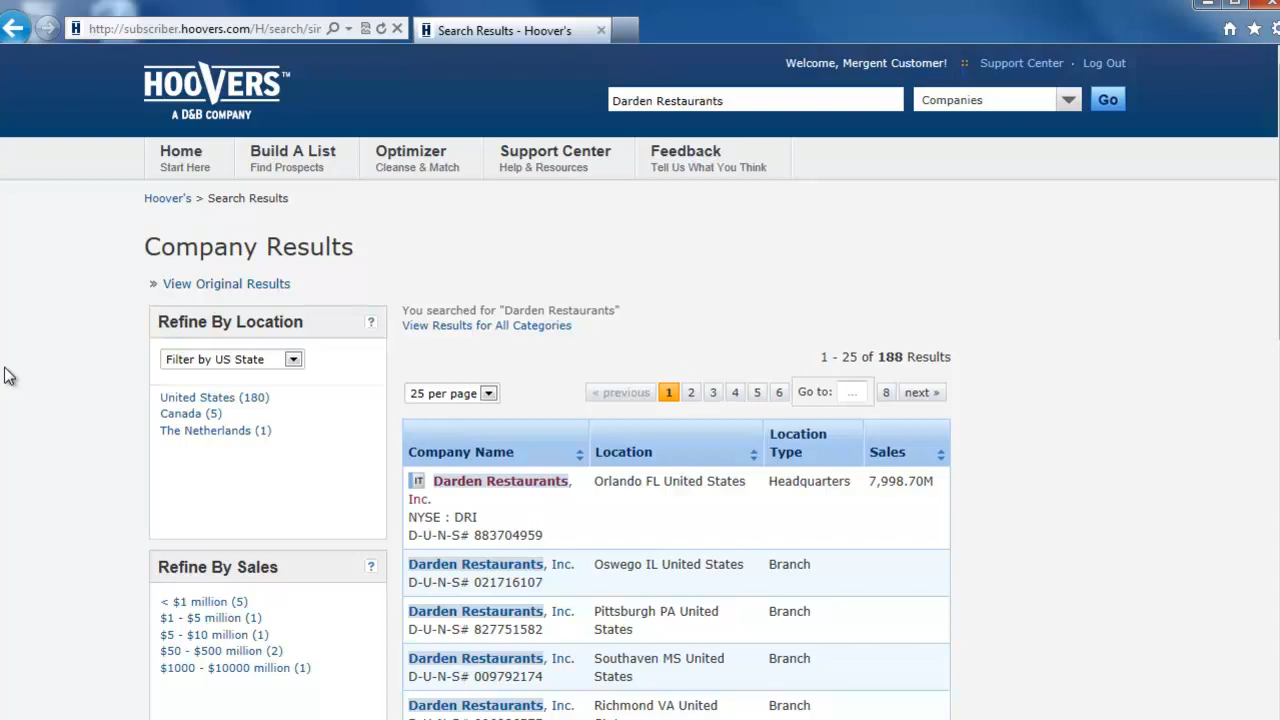 http://subscriber.hoovers.com/H/search/sir
Search Results - Hoover's
HOOVERS™
A D&B COMPANY
Welcome, Mergent Customer! Support Center · Log Out
Darden Restaurants Companies Go
Home Build A List Optimizer Support Center Feedback
Start Here Find Prospects Cleanse & Match Help & Resources Tell Us What You Think
Hoover's > Search Results
Company Results
» View Original Results
Refine By Location ?
Filter by US State
United States (180)
Canada (5)
The Netherlands (1)
Refine By Sales ?
< $1 million (5)
$1 - $5 million (1)
$5 - $10 million (1)
$50 - $500 million (2)
$1000 - $10000 million (1)
You searched for "Darden Restaurants"
View Results for All Categories
1 - 25 of 188 Results
25 per page « previous 1 2 3 4 5 6 Go to: ... 8 next »
Company Name Location Location Type Sales
IT Darden Restaurants, Orlando FL United States Headquarters 7,998.70M
Inc.
NYSE : DRI
D-U-N-S# 883704959
Darden Restaurants, Inc. Oswego IL United States Branch
D-U-N-S# 021716107
Darden Restaurants, Inc. Pittsburgh PA United Branch
D-U-N-S# 827751582 States
Darden Restaurants, Inc. Southaven MS United Branch
D-U-N-S# 009792174 States
Darden Restaurants, Inc. Richmond VA United Branch